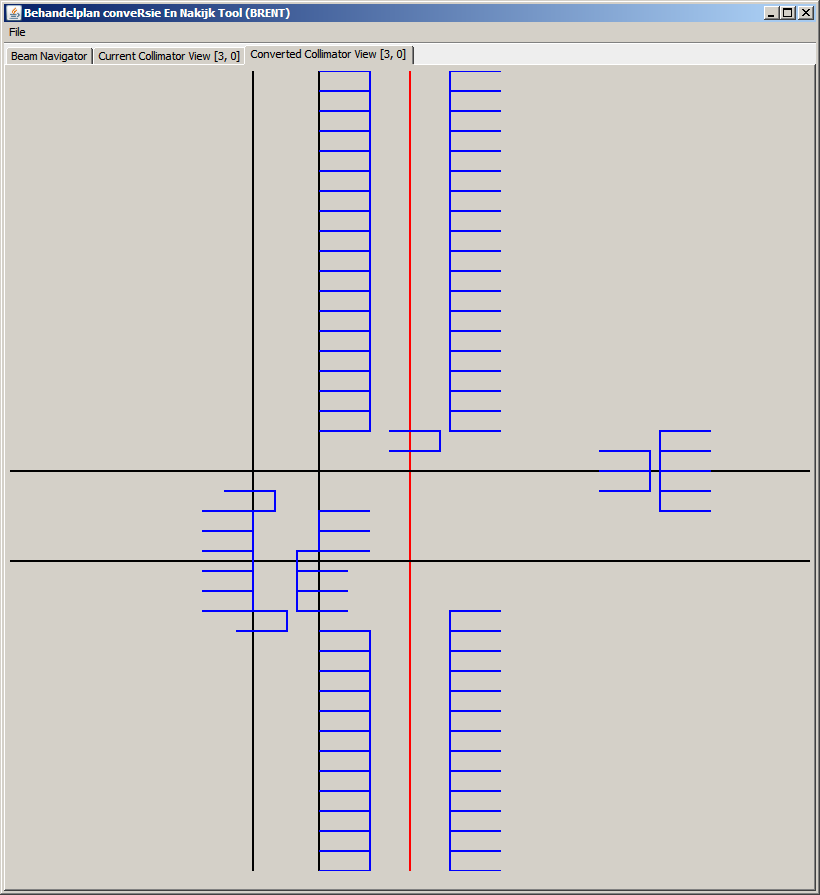 Behandelplan conveRsie En Nakijk Tool (BRENT)
File
Beam Navigator Current Collimator View [3, 0] Converted Collimator View [3, 0]